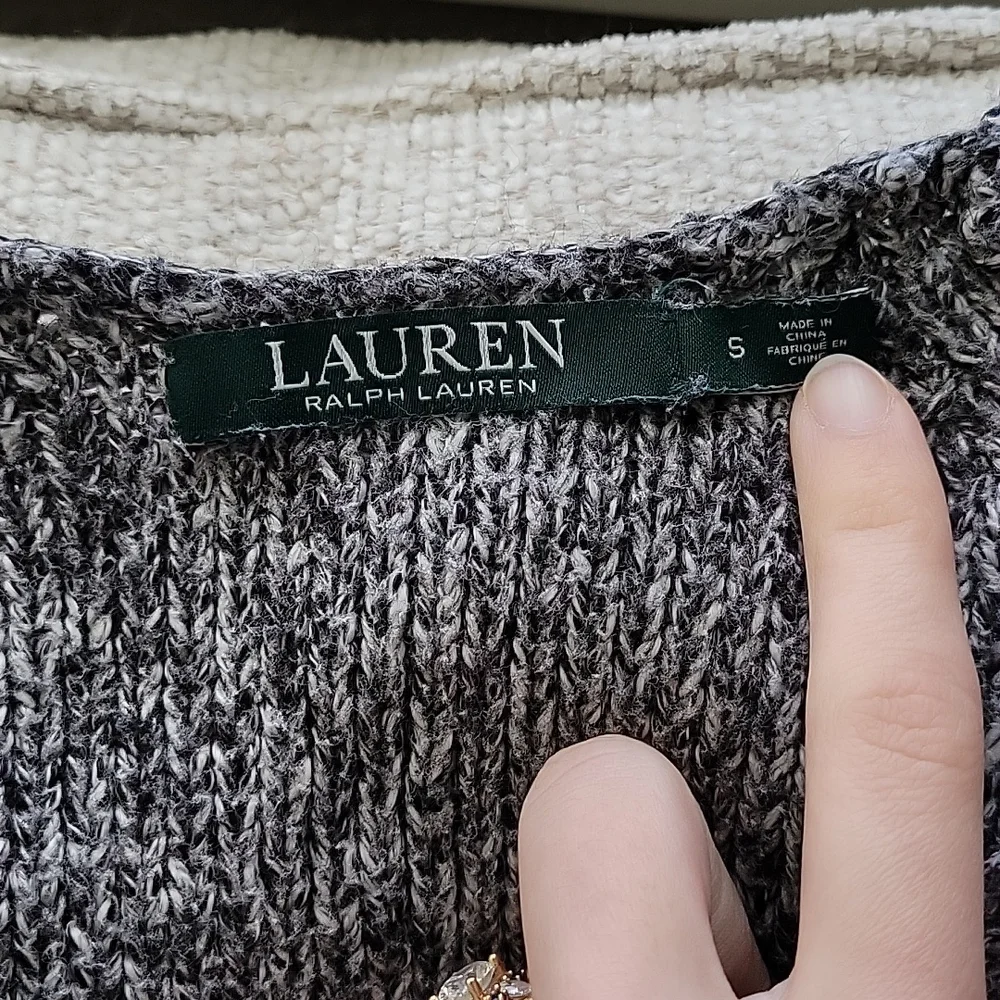 LAUREN
RALPH LAUREN
S
MADE IN
CHINA
FABRIQUÉ EN